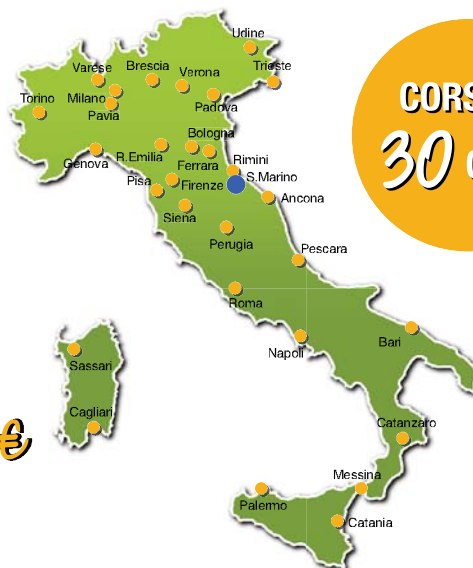 Udine
Varese
Brescia
Verona
Trieste
Torino
Milano
Padova
Pavia
CORS
30
Bologna
Genova
R.Emilia
Ferrara
Rimini
Pisa
Firenze
S.Marino
Ancona
Siena
Perugia
Pescara
Roma
Napoli
Bari
Sassari
Cagliari
€
Catanzaro
Messina
Palermo
Catania